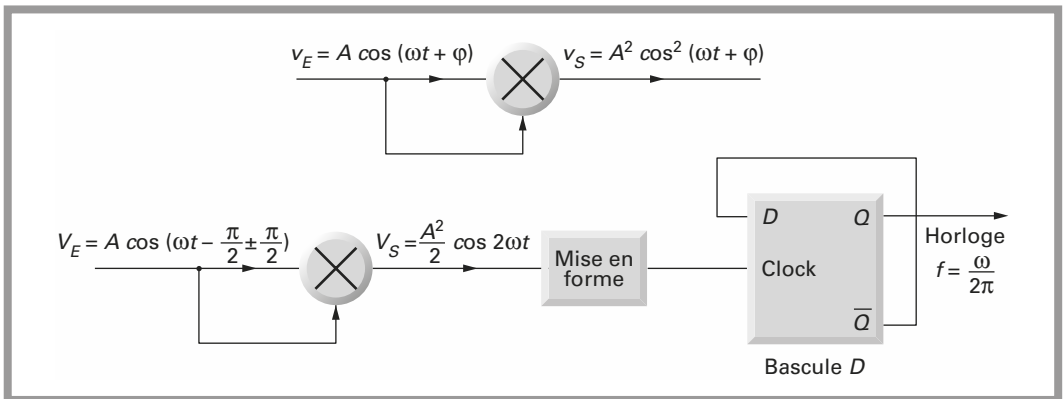 v_E = A cos (ωt + φ)
v_S = A² cos² (ωt + φ)
V_E = A cos (ωt – π/2 ± π/2)
V_S = A²/2 cos 2ωt
Mise en
forme
D
Q
Clock
Q̅
Horloge
f = ω/2π
Bascule D